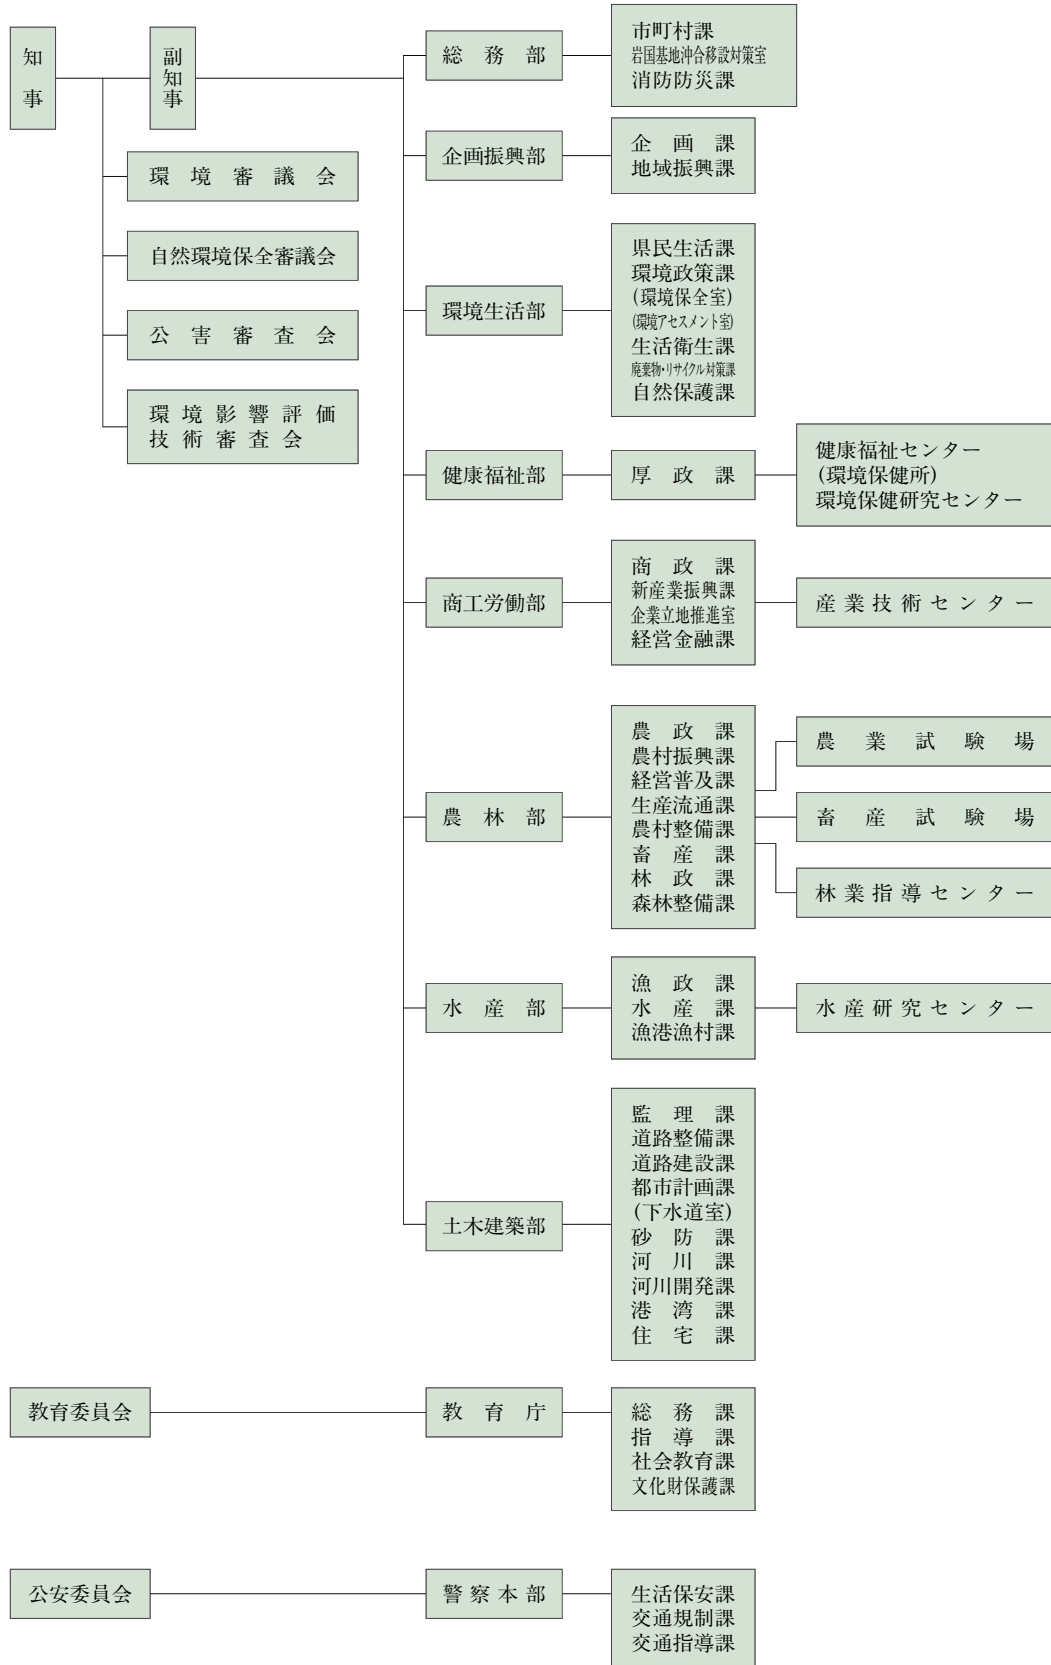 知事
副知事
環境審議会
自然環境保全審議会
公害審査会
環境影響評価
技術審査会
総務部
市町村課
岩国基地沖合移設対策室
消防防災課
企画振興部
企画課
地域振興課
環境生活部
県民生活課
環境政策課
(環境保全室)
(環境アセスメント室)
生活衛生課
廃棄物・リサイクル対策課
自然保護課
健康福祉部
厚政課
健康福祉センター
(環境保健所)
環境保健研究センター
商工労働部
商政課
新産業振興課
企業立地推進室
経営金融課
産業技術センター
農林部
農政課
農村振興課
経営普及課
生産流通課
農村整備課
畜産課
林政課
森林整備課
農業試験場
畜産試験場
林業指導センター
水産部
漁政課
水産課
漁港漁村課
水産研究センター
土木建築部
監理課
道路整備課
道路建設課
都市計画課
(下水道室)
砂防課
河川課
河川開発課
港湾課
住宅課
教育委員会
教育庁
総務課
指導課
社会教育課
文化財保護課
公安委員会
警察本部
生活保安課
交通規制課
交通指導課